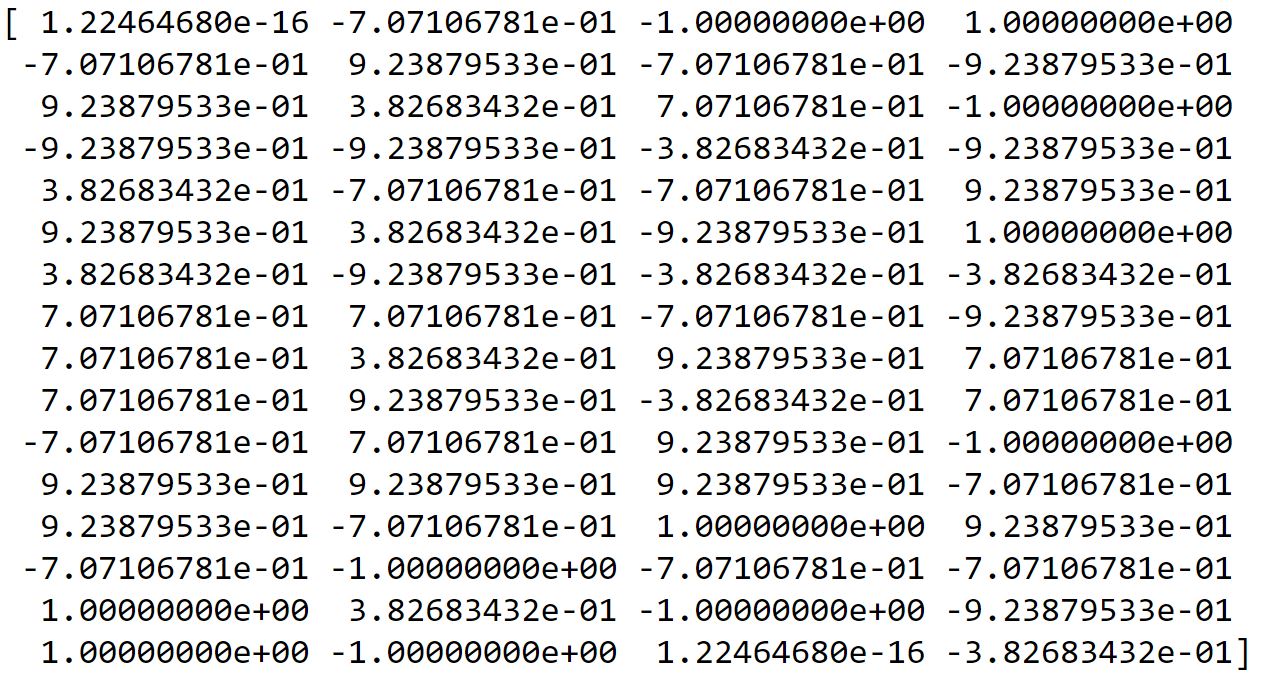 [ 1.22464680e-16 -7.07106781e-01 -1.00000000e+00  1.00000000e+00
 -7.07106781e-01  9.23879533e-01 -7.07106781e-01 -9.23879533e-01
  9.23879533e-01  3.82683432e-01  7.07106781e-01 -1.00000000e+00
 -9.23879533e-01 -9.23879533e-01 -3.82683432e-01 -9.23879533e-01
  3.82683432e-01 -7.07106781e-01 -7.07106781e-01  9.23879533e-01
  9.23879533e-01  3.82683432e-01 -9.23879533e-01  1.00000000e+00
  3.82683432e-01 -9.23879533e-01 -3.82683432e-01 -3.82683432e-01
  7.07106781e-01  7.07106781e-01 -7.07106781e-01 -9.23879533e-01
  7.07106781e-01  3.82683432e-01  9.23879533e-01  7.07106781e-01
  7.07106781e-01  9.23879533e-01 -3.82683432e-01  7.07106781e-01
 -7.07106781e-01  7.07106781e-01  9.23879533e-01 -1.00000000e+00
  9.23879533e-01  9.23879533e-01  9.23879533e-01 -7.07106781e-01
  9.23879533e-01 -7.07106781e-01  1.00000000e+00  9.23879533e-01
 -7.07106781e-01 -1.00000000e+00 -7.07106781e-01 -7.07106781e-01
  1.00000000e+00  3.82683432e-01 -1.00000000e+00 -9.23879533e-01
  1.00000000e+00 -1.00000000e+00  1.22464680e-16 -3.82683432e-01]